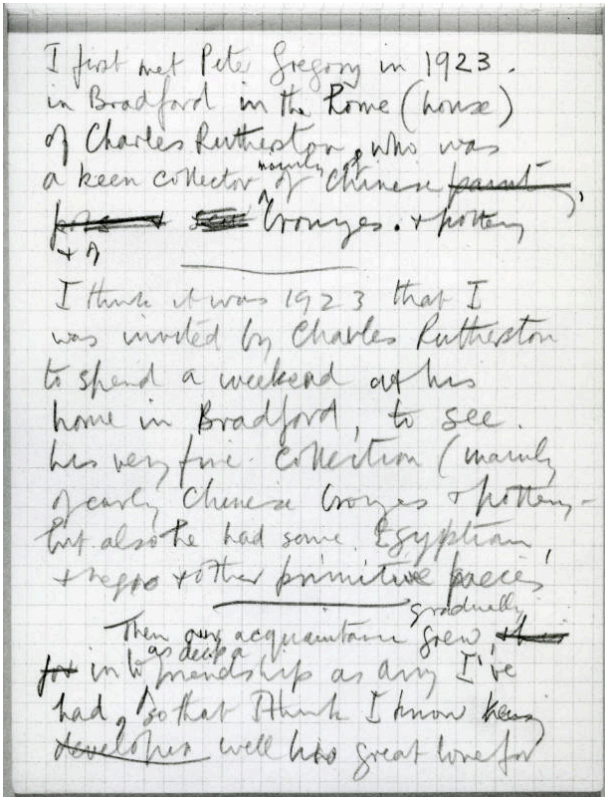 I first met Peter Gregory in 1923.
in Bradford in the home (house)
of Charles Rutherston, who was
a keen collector mainly of of Chinese
bronzes. + pottery
I think it was 1923 that I
was invited by Charles Rutherston
to spend a weekend at his
home in Bradford, to see.
his very fine collection (mainly
of early Chinese bronzes + pottery -
but also he had some Egyptian,
+ negro + other primitive pieces
Then our acquaintance grew, gradually
into as deep a friendship as any I've
had, so that I think I know
well his great love for